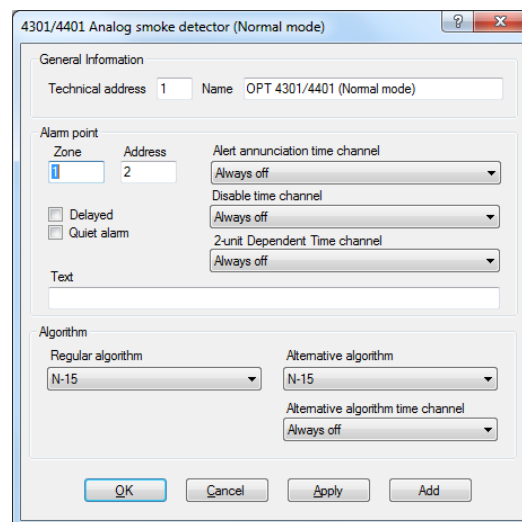 4301/4401 Analog smoke detector (Normal mode)
General Information
Technical address 1 Name OPT 4301/4401 (Normal mode)
Alarm point
Zone Address Alert annunciation time channel
1 2 Always off
Disable time channel
Delayed Always off
Quiet alarm
2-unit Dependent Time channel
Always off
Text
Algorithm
Regular algorithm Alternative algorithm
N-15 N-15
Alternative algorithm time channel
Always off
OK Cancel Apply Add